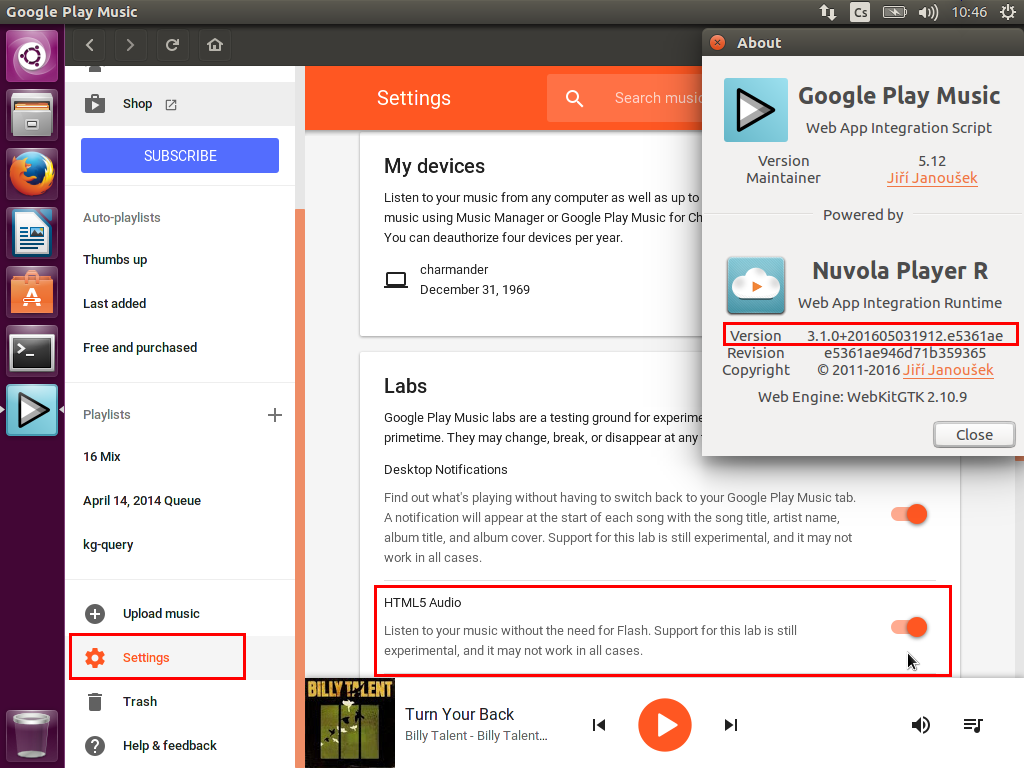 Google Play Music
Cs
10:46
Shop
SUBSCRIBE
Auto-playlists
Thumbs up
Last added
Free and purchased
Playlists
16 Mix
April 14, 2014 Queue
kg-query
Upload music
Settings
Trash
Help & feedback
Settings
Search music
My devices
Listen to your music from any computer as well as up to
music using Music Manager or Google Play Music for Ch
You can deauthorize four devices per year.
charmander
December 31, 1969
Labs
Google Play Music labs are a testing ground for experime
primetime. They may change, break, or disappear at any
Desktop Notifications
Find out what's playing without having to switch back to your Google Play Music tab.
A notification will appear at the start of each song with the song title, artist name,
album title, and album cover. Support for this lab is still experimental, and it may not
work in all cases.
HTML5 Audio
Listen to your music without the need for Flash. Support for this lab is still
experimental, and it may not work in all cases.
BILLY TALENT
Turn Your Back
Billy Talent - Billy Talent...
About
Google Play Music
Web App Integration Script
Version 5.12
Maintainer Jiří Janoušek
Powered by
Nuvola Player R
Web App Integration Runtime
Version 3.1.0+201605031912.e5361ae
Revision e5361ae946d71b359365
Copyright © 2011-2016 Jiří Janoušek
Web Engine: WebKitGTK 2.10.9
Close